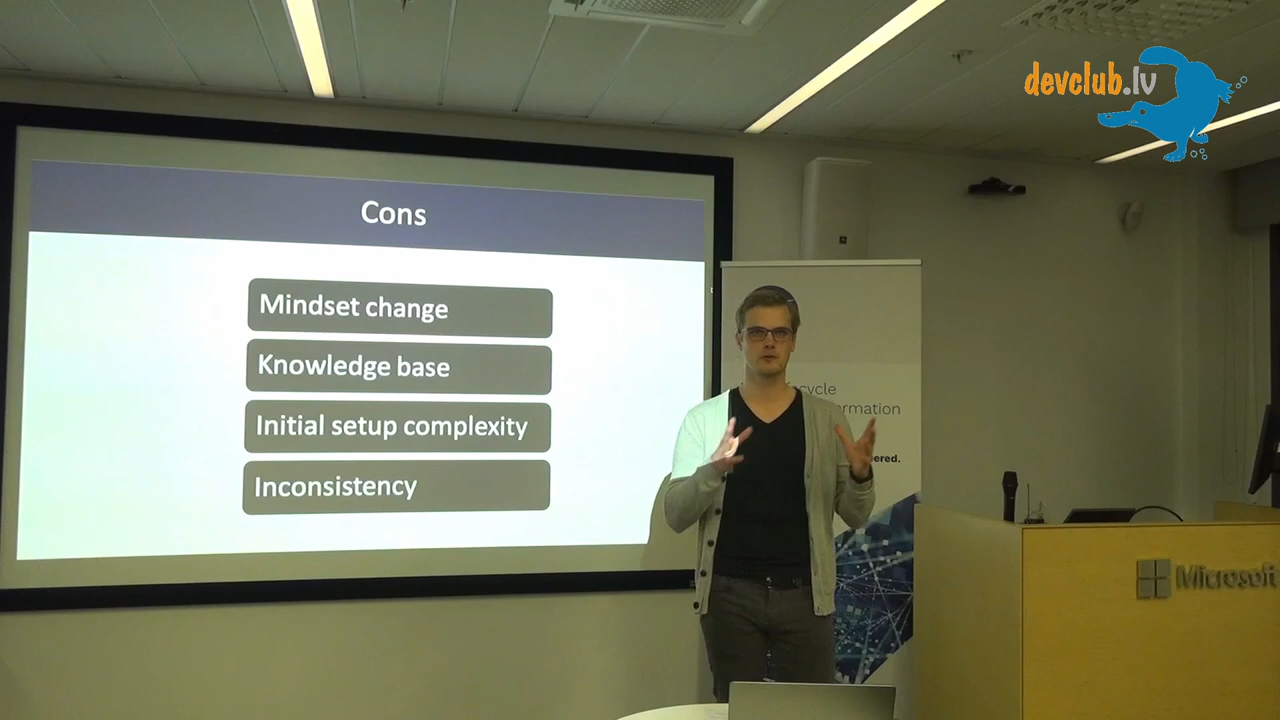 devclub.lv
Cons
Mindset change
Knowledge base
Initial setup complexity
Inconsistency
Microsoft